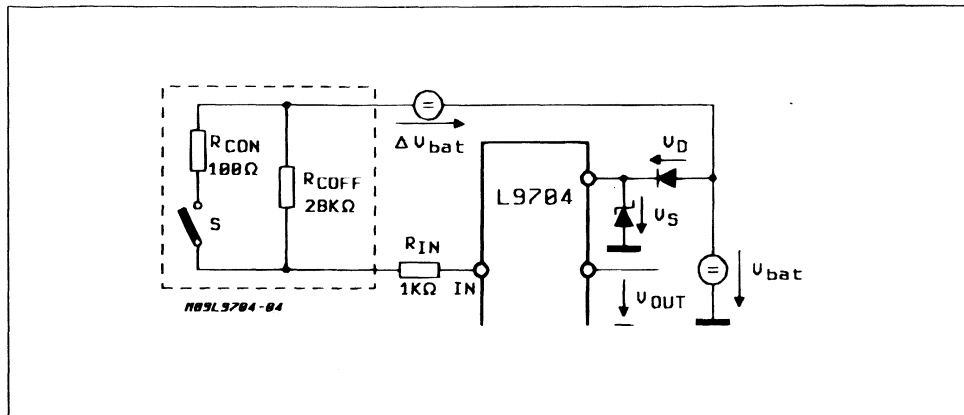 RCON
100Ω
S
RCOFF
20KΩ
ΔVbat
L9704
VD
VS
RIN
1KΩ
IN
VOUT
Vbat
M89L9704-04